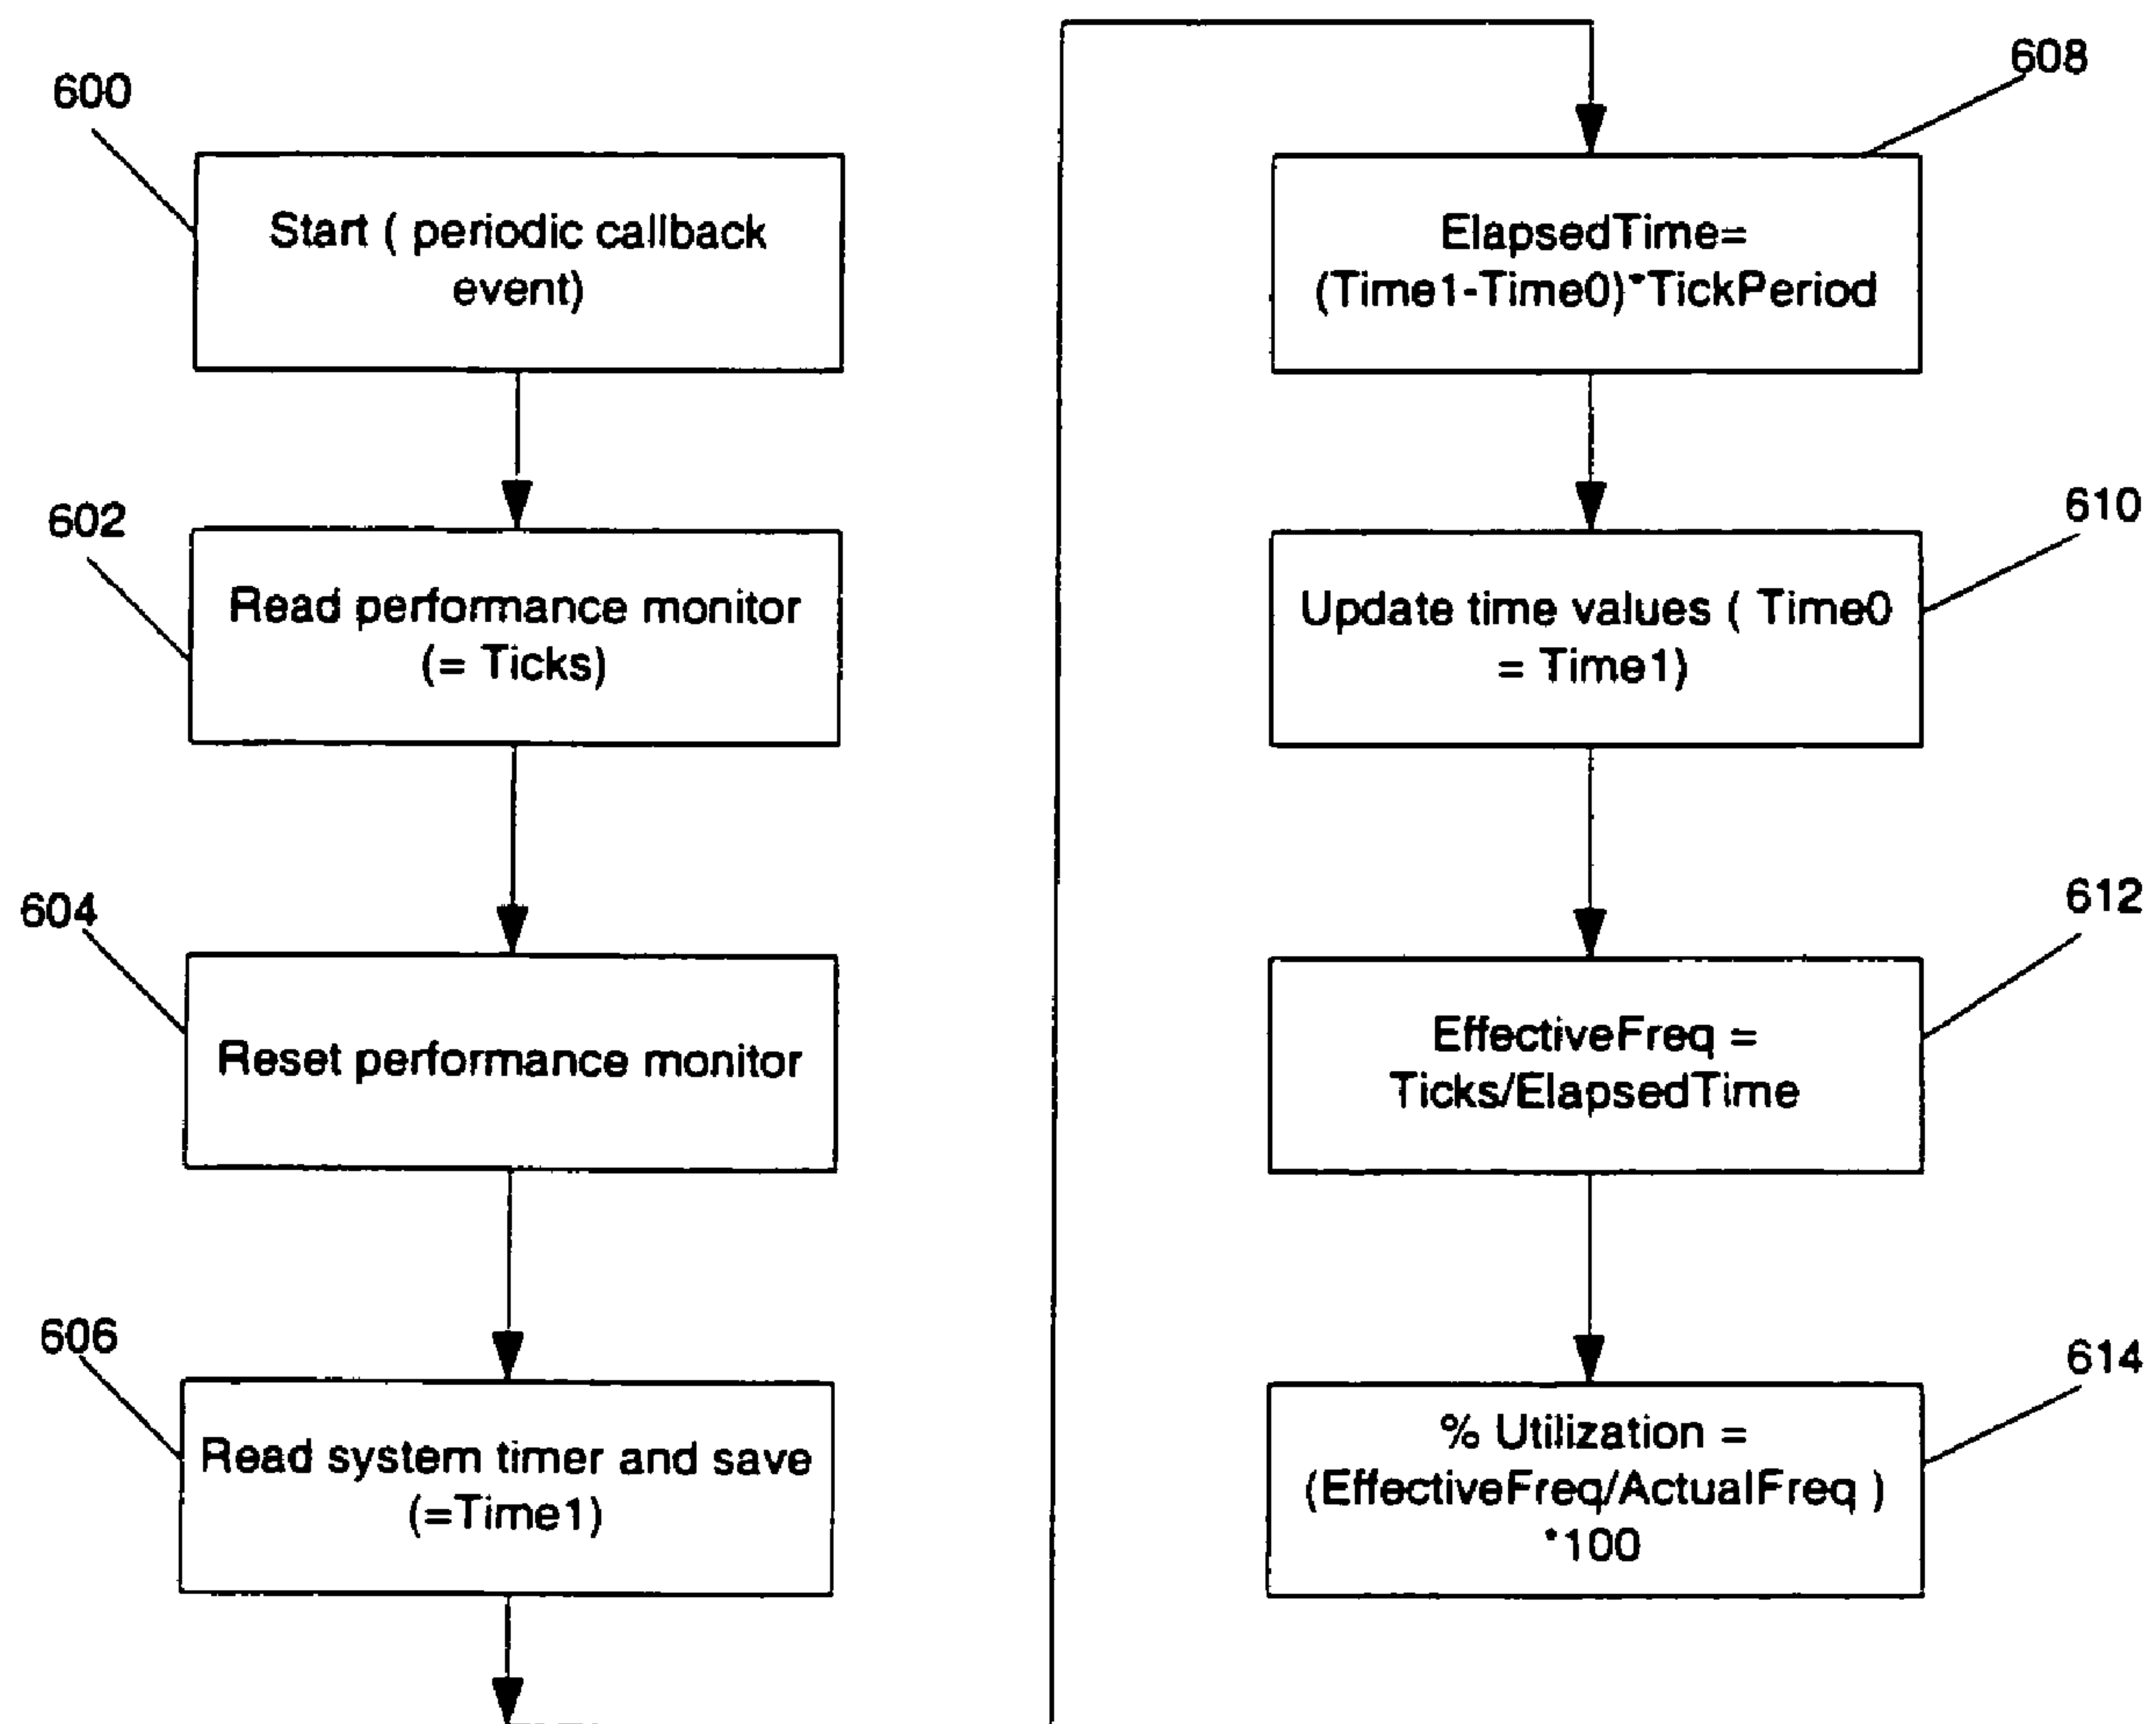 600
Start ( periodic callback
event)
602
Read performance monitor
(= Ticks)
604
Reset performance monitor
606
Read system timer and save
(=Time1)
608
ElapsedTime=
(Time1-Time0)*TickPeriod
610
Update time values ( Time0
= Time1)
612
EffectiveFreq =
Ticks/ElapsedTime
614
% Utilization =
(EffectiveFreq/ActualFreq )
*100